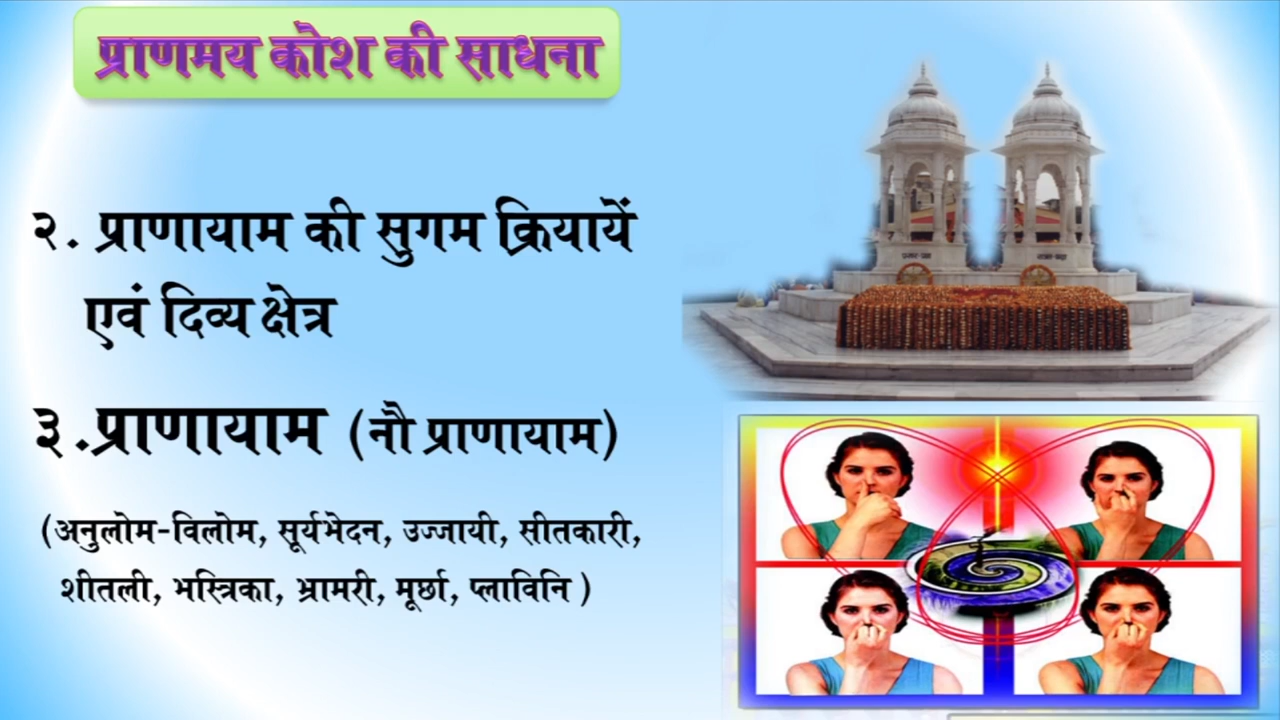 प्राणमय कोश की साधना
२. प्राणायाम की सुगम क्रियायें
एवं दिव्य क्षेत्र
३.प्राणायाम (नौ प्राणायाम)
(अनुलोम-विलोम, सूर्यभेदन, उज्जायी, सीतकारी,
शीतली, भस्त्रिका, भ्रामरी, मूर्छा, प्लाविनि )